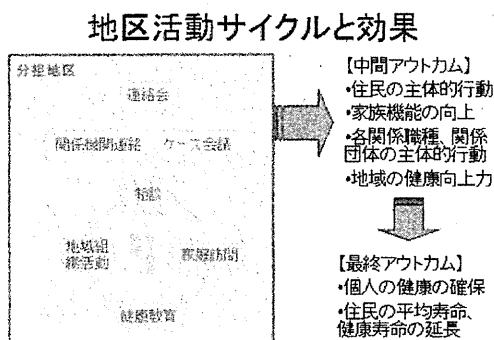 地区活動サイクルと効果
分担地区
連絡会
関係機関連絡 ケース会議
相談
地域組
織活動
家庭訪問
健康教育
【中間アウトカム】
・住民の主体的行動
・家族機能の向上
・各関係職種、関係
団体の主体的行動
・地域の健康向上力
【最終アウトカム】
・個人の健康の確保
・住民の平均寿命、
健康寿命の延長